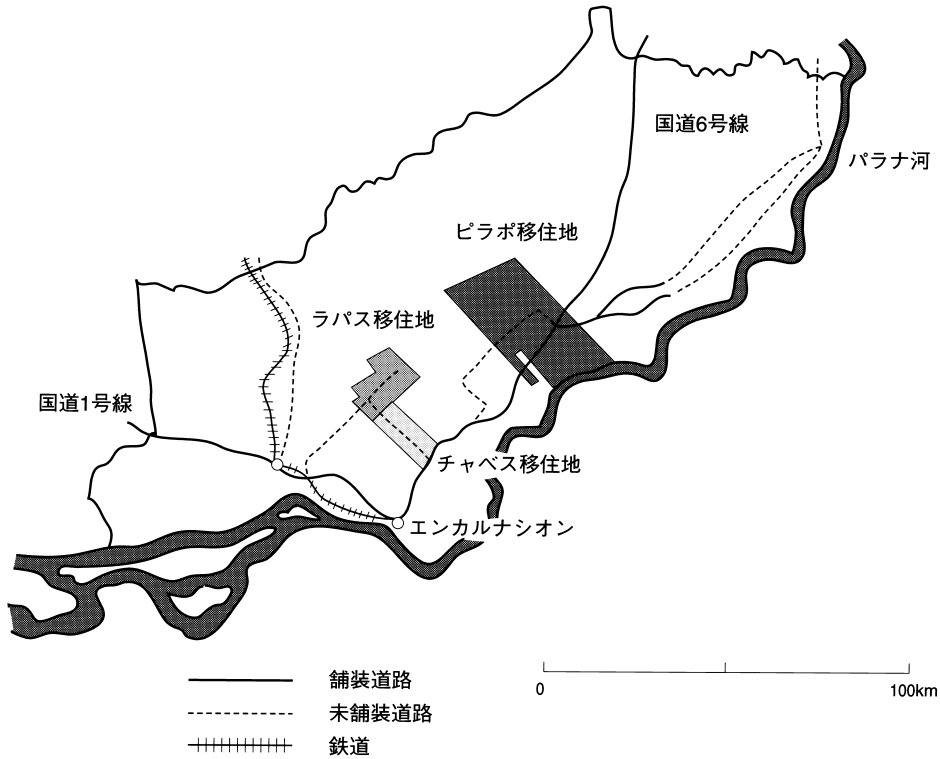 国道6号線
パラナ河
ピラポ移住地
ラパス移住地
国道1号線
チャベス移住地
エンカルナシオン
舗装道路
未舗装道路
鉄道
0
100km